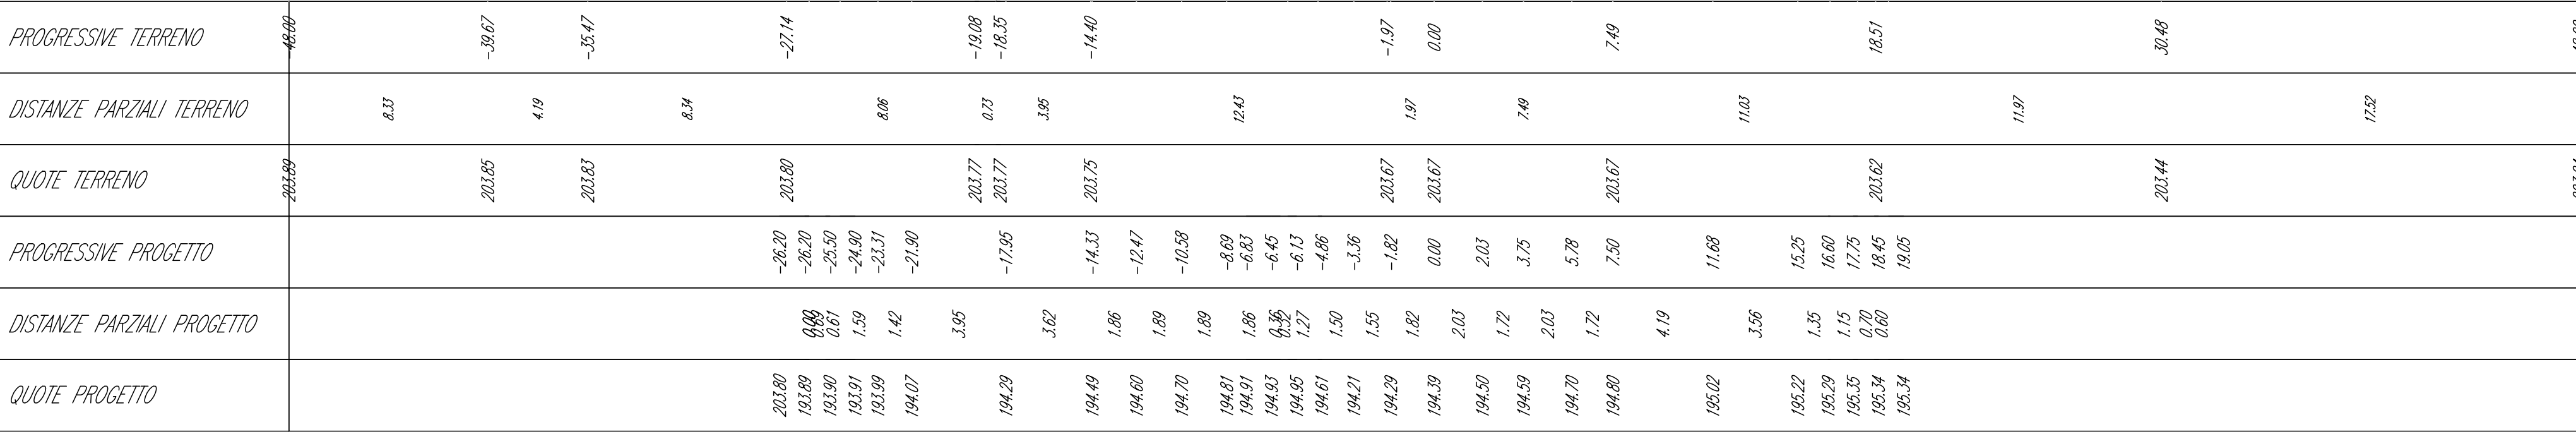 PROGRESSIVE TERRENO -48.00 -39.67 -35.47 -27.14 -19.08 -18.35 -14.40 -1.97 0.00 7.49 18.51 30.48
DISTANZE PARZIALI TERRENO 8.33 4.19 8.34 8.06 0.73 3.95 12.43 1.97 7.49 11.03 11.97 17.52
QUOTE TERRENO 203.89 203.85 203.83 203.80 203.77 203.77 203.75 203.67 203.67 203.67 203.62 203.44
PROGRESSIVE PROGETTO -26.20 -26.20 -25.50 -24.90 -23.31 -21.90 -17.95 -14.33 -12.47 -10.58 -8.69 -6.83 -6.45 -6.13 -4.86 -3.36 -1.82 0.00 2.03 3.75 5.78 7.50 11.68 15.25 16.60 17.75 18.45 19.05
DISTANZE PARZIALI PROGETTO 0.00 0.69 0.61 1.59 1.42 3.95 3.62 1.86 1.89 1.89 1.86 0.36 0.32 1.27 1.50 1.55 1.82 2.03 1.72 2.03 1.72 4.19 3.56 1.35 1.15 0.70 0.60
QUOTE PROGETTO 203.80 193.89 193.90 193.91 193.99 194.07 194.29 194.49 194.60 194.70 194.81 194.91 194.93 194.95 194.61 194.21 194.29 194.39 194.50 194.59 194.70 194.80 195.02 195.22 195.29 195.35 195.34 195.34